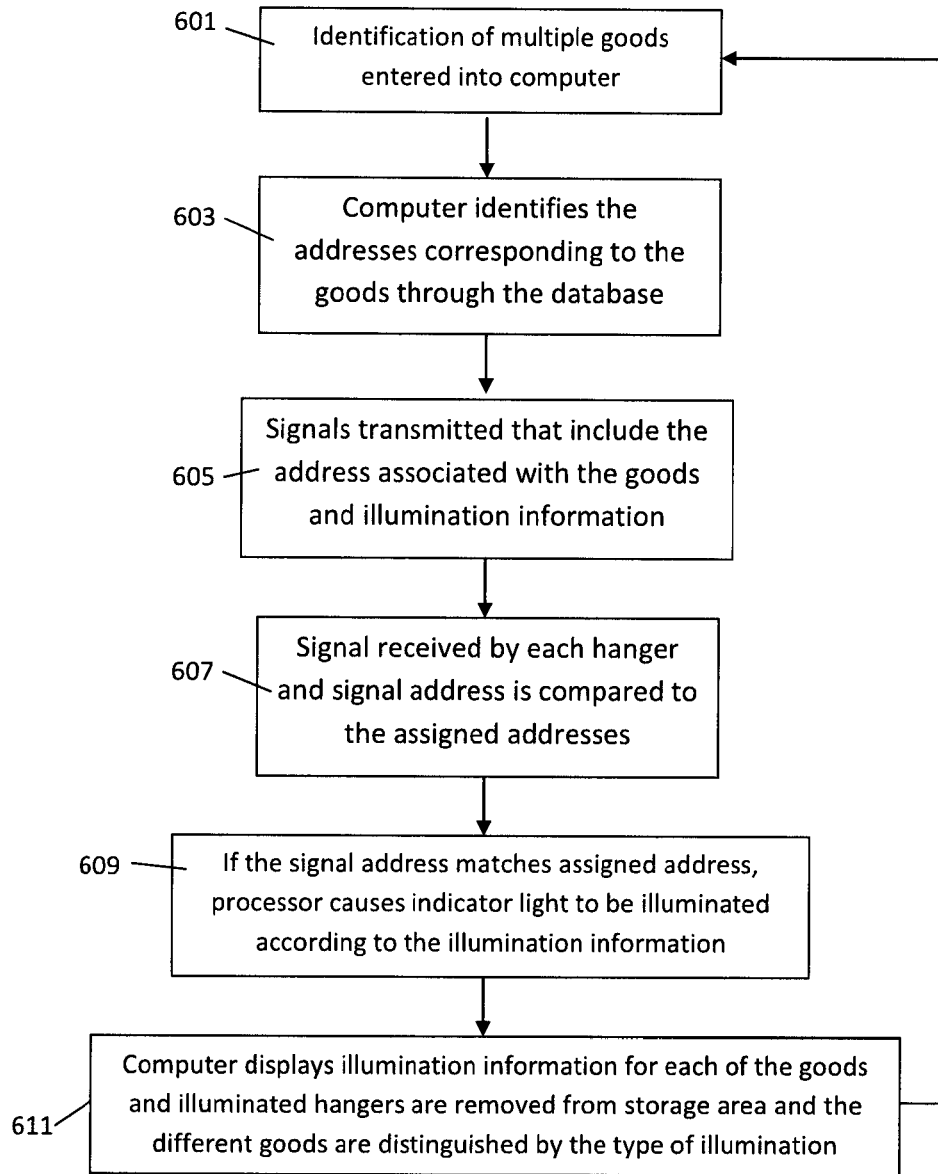 601
Identification of multiple goods
entered into computer
603
Computer identifies the
addresses corresponding to the
goods through the database
605
Signals transmitted that include the
address associated with the goods
and illumination information
607
Signal received by each hanger
and signal address is compared to
the assigned addresses
609
If the signal address matches assigned address,
processor causes indicator light to be illuminated
according to the illumination information
611
Computer displays illumination information for each of the goods
and illuminated hangers are removed from storage area and the
different goods are distinguished by the type of illumination